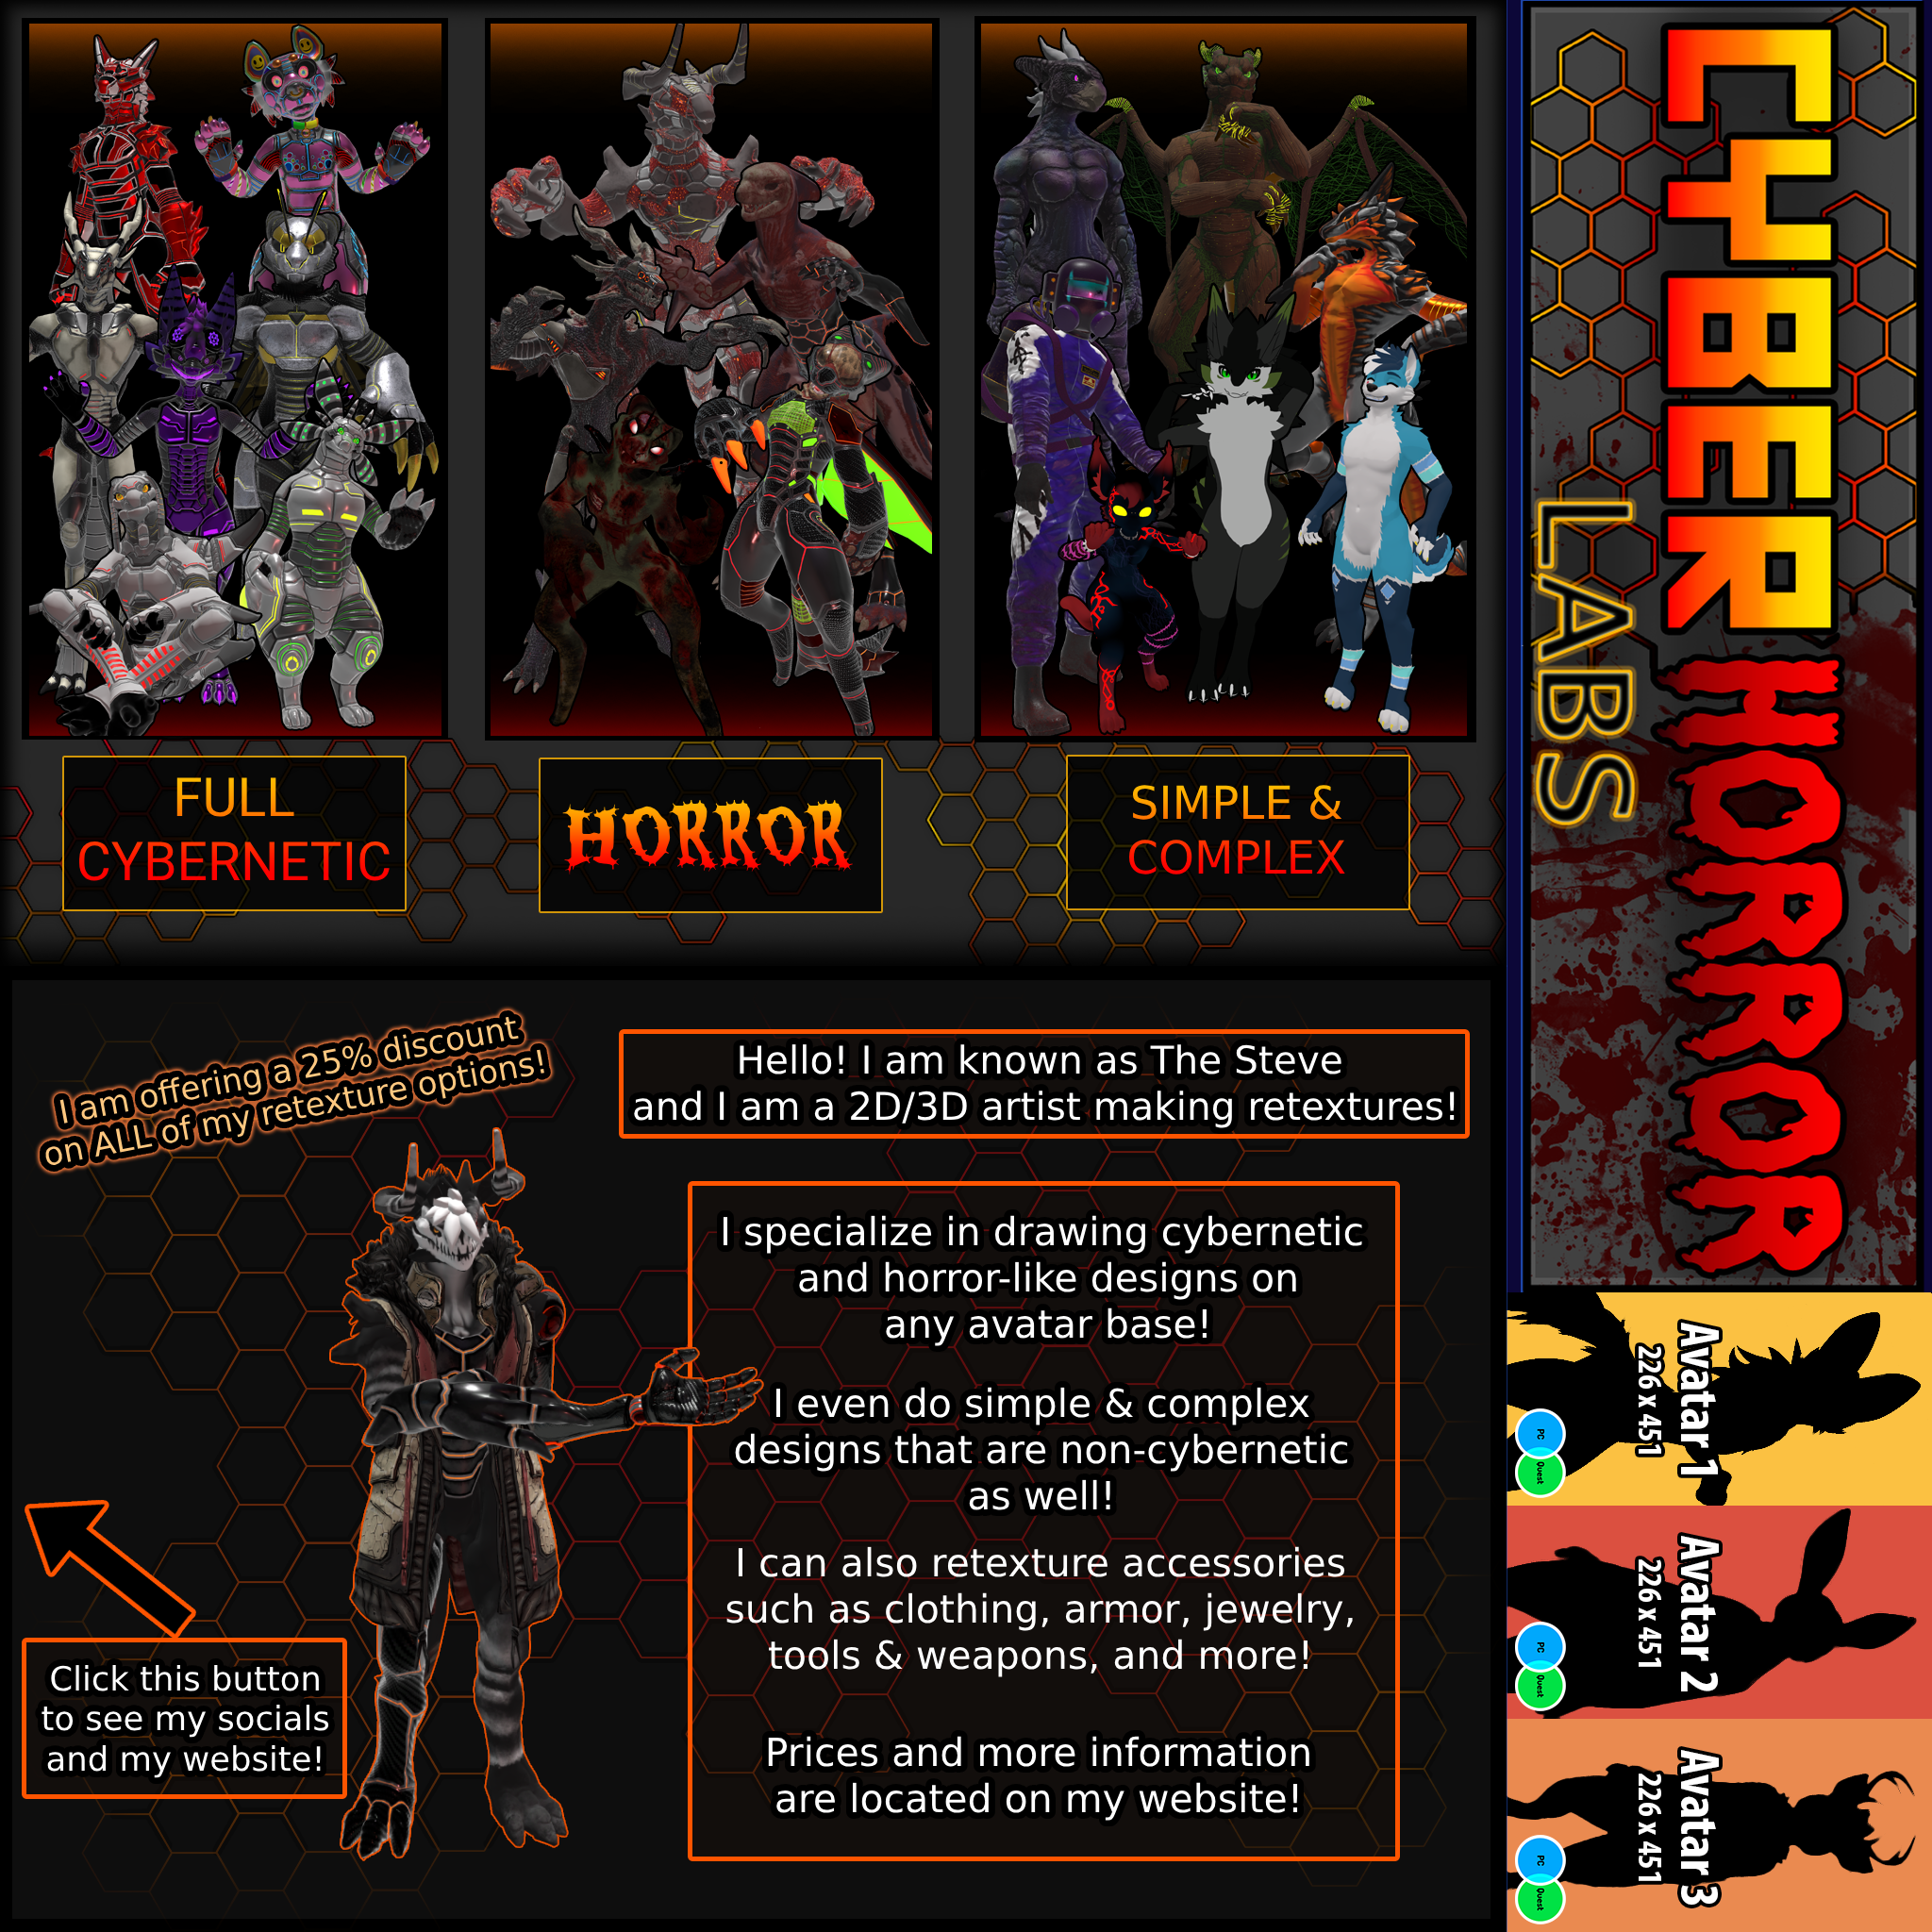 FULL
CYBERNETIC
HORROR
SIMPLE &
COMPLEX
CYBER HORROR
LABS
I am offering a 25% discount
on ALL of my retexture options!
Hello! I am known as The Steve
and I am a 2D/3D artist making retextures!
I specialize in drawing cybernetic
and horror-like designs on
any avatar base!
I even do simple & complex
designs that are non-cybernetic
as well!
I can also retexture accessories
such as clothing, armor, jewelry,
tools & weapons, and more!
Prices and more information
are located on my website!
Click this button
to see my socials
and my website!
Avatar 1
226 x 451
PC
Quest
Avatar 2
226 x 451
PC
Quest
Avatar 3
226 x 451
PC
Quest